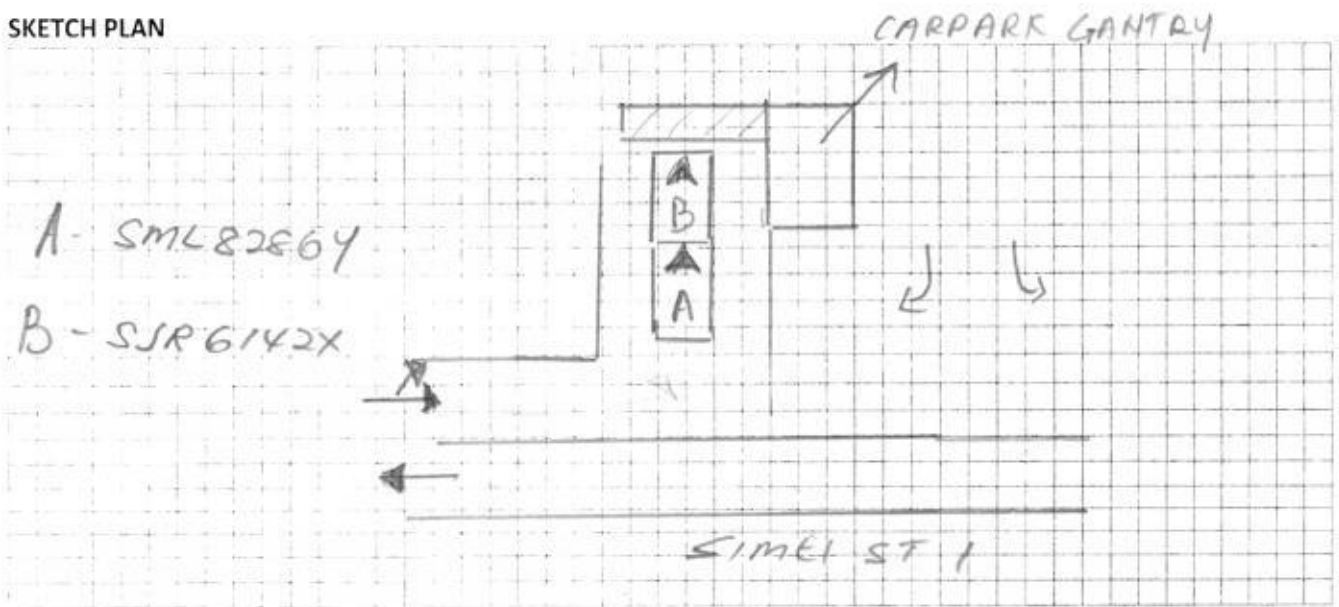 SKETCH PLAN
CARPARK GANTRY
B
A
A - SML8286Y
B - SJR6142X
SIMEI ST 1